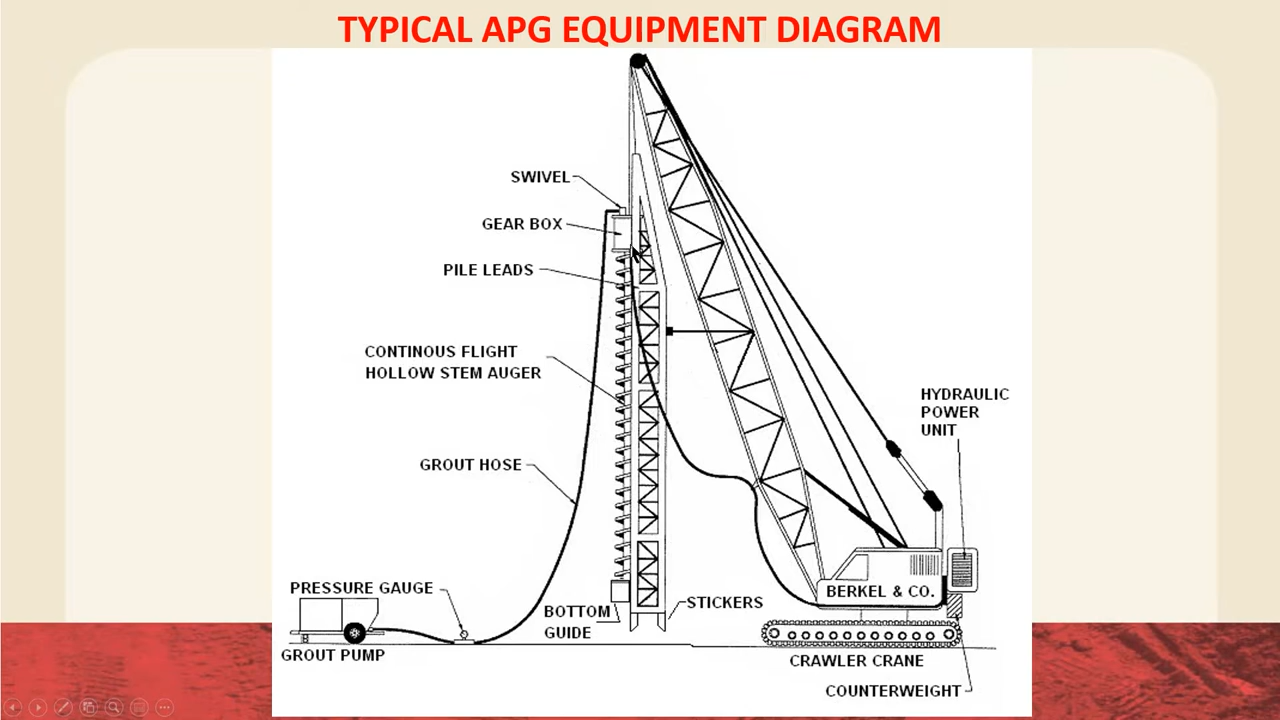 TYPICAL APG EQUIPMENT DIAGRAM
SWIVEL
GEAR BOX
PILE LEADS
CONTINOUS FLIGHT
HOLLOW STEM AUGER
HYDRAULIC
POWER
UNIT
GROUT HOSE
PRESSURE GAUGE
BERKEL & CO.
STICKERS
BOTTOM
GUIDE
GROUT PUMP
CRAWLER CRANE
COUNTERWEIGHT